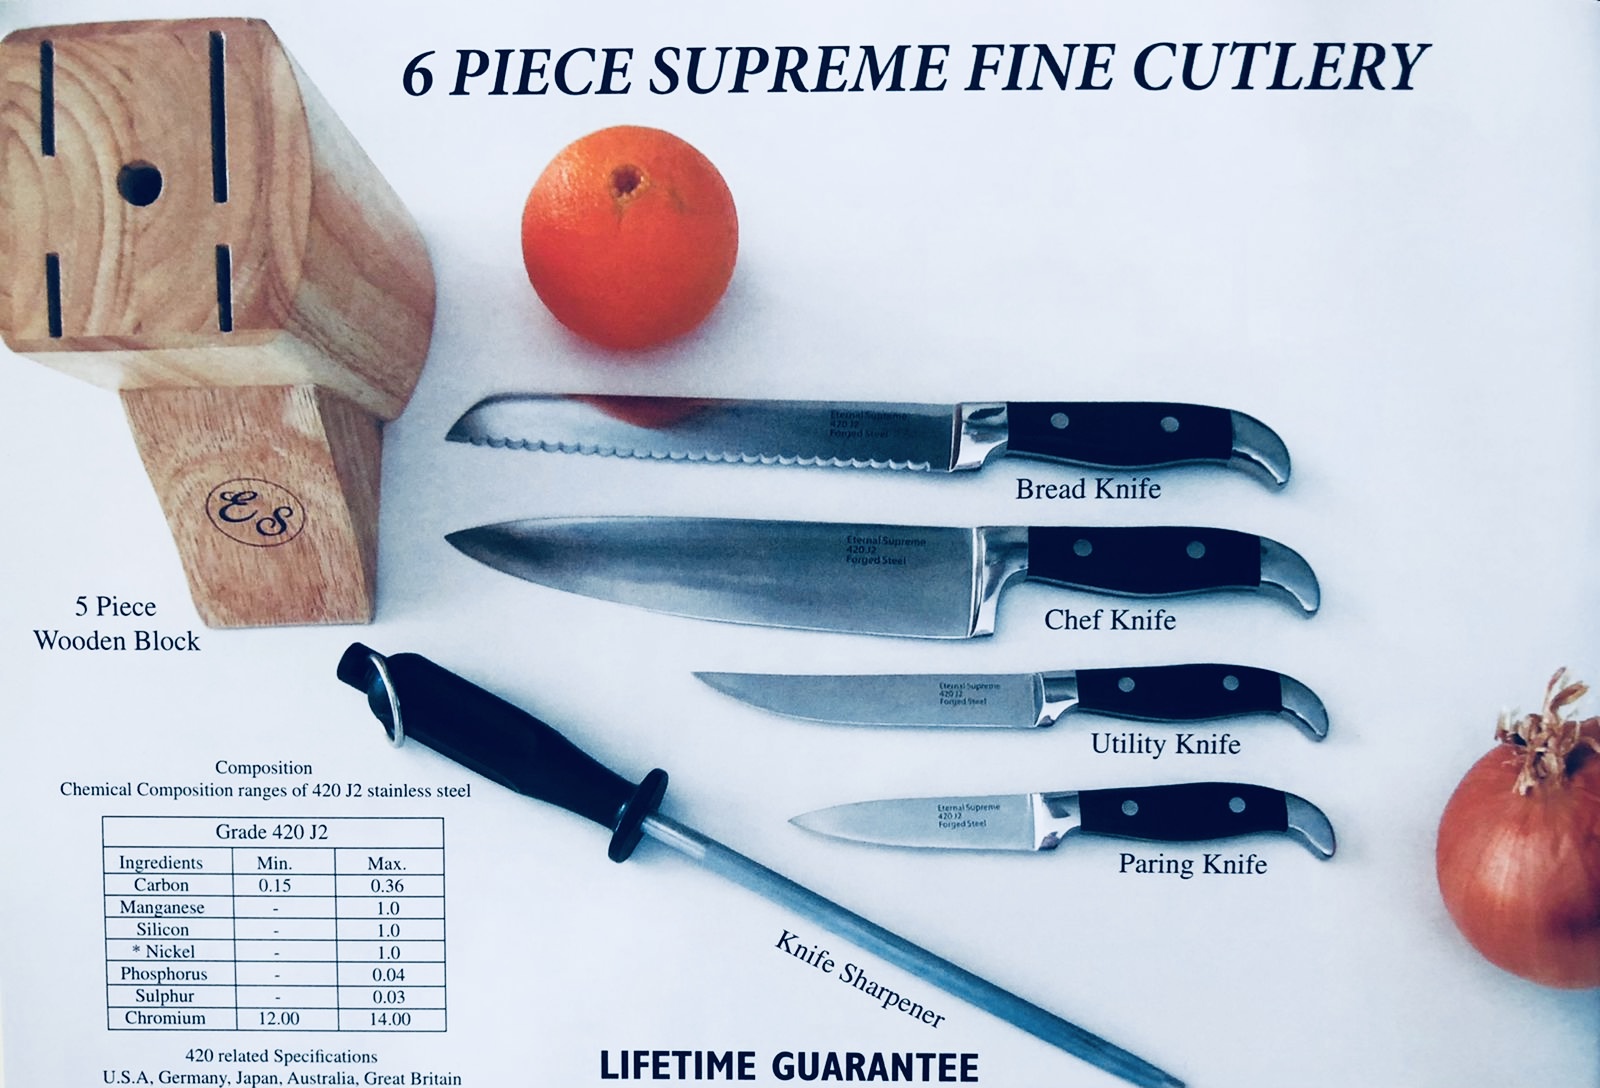 6 PIECE SUPREME FINE CUTLERY
Eternal Supreme
420 J2
Forged Steel
Bread Knife
ES
Eternal Supreme
420 J2
Forged Steel
Chef Knife
5 Piece
Wooden Block
Eternal Supreme
420 J2
Forged Steel
Utility Knife
Eternal Supreme
420 J2
Forged Steel
Paring Knife
Knife Sharpener
Composition
Chemical Composition ranges of 420 J2 stainless steel
Grade 420 J2
Ingredients Min. Max.
Carbon 0.15 0.36
Manganese - 1.0
Silicon - 1.0
* Nickel - 1.0
Phosphorus - 0.04
Sulphur - 0.03
Chromium 12.00 14.00
420 related Specifications
U.S.A, Germany, Japan, Australia, Great Britain
LIFETIME GUARANTEE